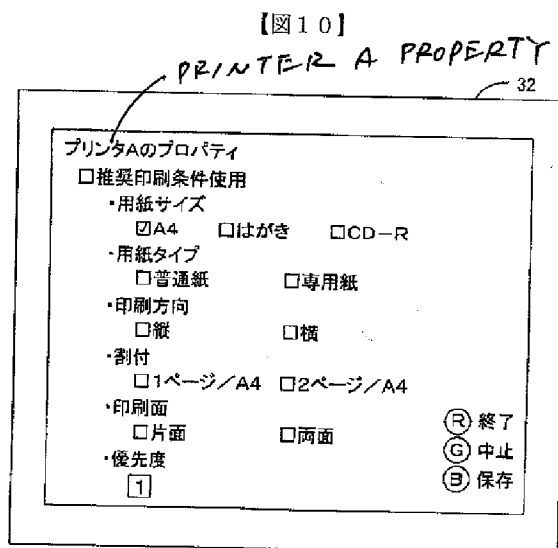 【図10】
PRINTER A PROPERTY
32
プリンタAのプロパティ
□推奨印刷条件使用
・用紙サイズ
☑A4 □はがき □CD-R
・用紙タイプ
□普通紙 □専用紙
・印刷方向
□縦 □横
・割付
□1ページ/A4 □2ページ/A4
・印刷面
□片面 □両面
・優先度
1
Ⓡ 終了
Ⓖ 中止
Ⓑ 保存